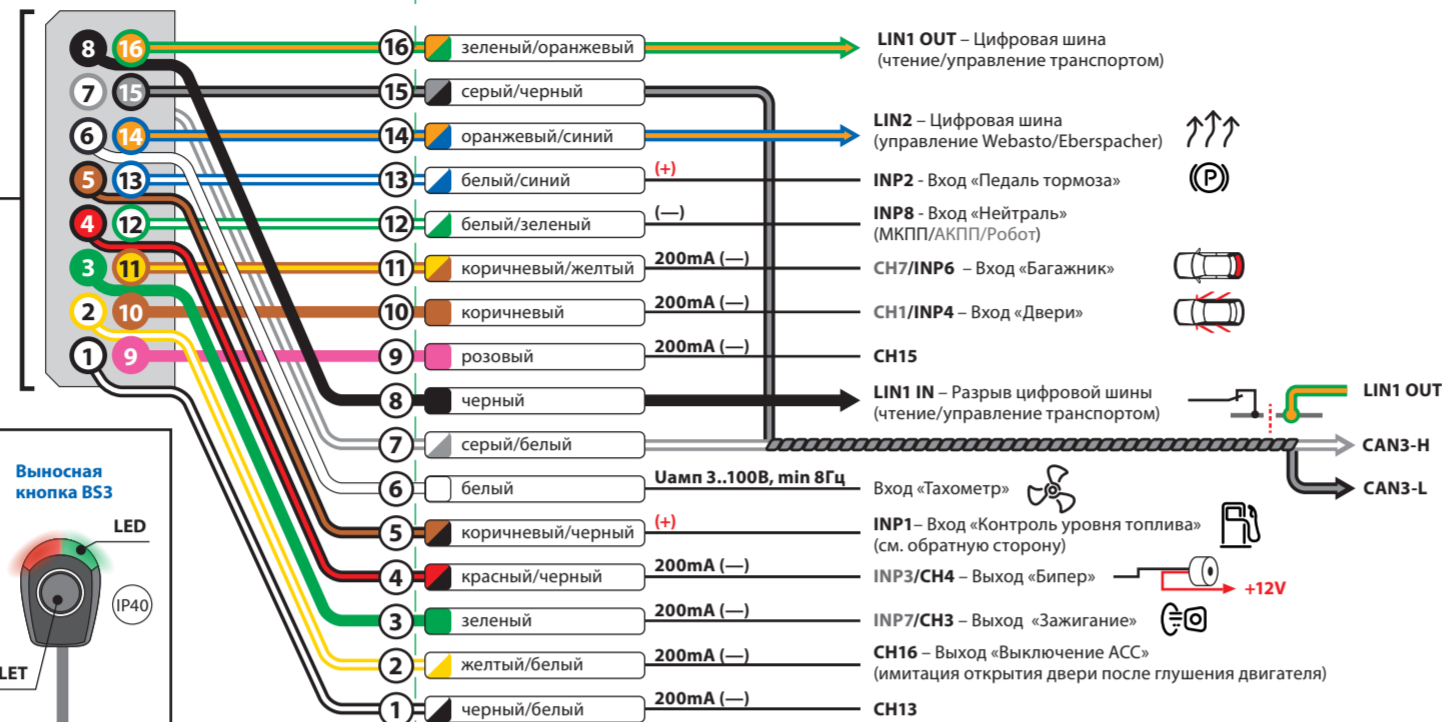 8 16 16 зеленый/оранжевый LIN1 OUT – Цифровая шина
(чтение/управление транспортом)
7 15 15 серый/черный
6 14 14 оранжевый/синий LIN2 – Цифровая шина
(управление Webasto/Eberspacher)
5 13 13 белый/синий (+) INP2 - Вход «Педаль тормоза» (P)
4 12 12 белый/зеленый (—) INP8 - Вход «Нейтраль»
(МКПП/АКПП/Робот)
3 11 11 коричневый/желтый 200mA (—) CH7/INP6 – Вход «Багажник»
2 10 10 коричневый 200mA (—) CH1/INP4 – Вход «Двери»
1 9 9 розовый 200mA (—) CH15
8 черный LIN1 IN – Разрыв цифровой шины LIN1 OUT
(чтение/управление транспортом)
7 серый/белый CAN3-H
6 белый Uамп 3..100В, min 8Гц Вход «Тахометр» CAN3-L
5 коричневый/черный (+) INP1– Вход «Контроль уровня топлива»
(см. обратную сторону)
4 красный/черный 200mA (—) INP3/CH4 – Выход «Бипер» +12V
3 зеленый 200mA (—) INP7/CH3 – Выход «Зажигание»
2 желтый/белый 200mA (—) CH16 – Выход «Выключение ACC»
(имитация открытия двери после глушения двигателя)
1 черный/белый 200mA (—) CH13
Выносная
кнопка BS3
LED
IP40
LET